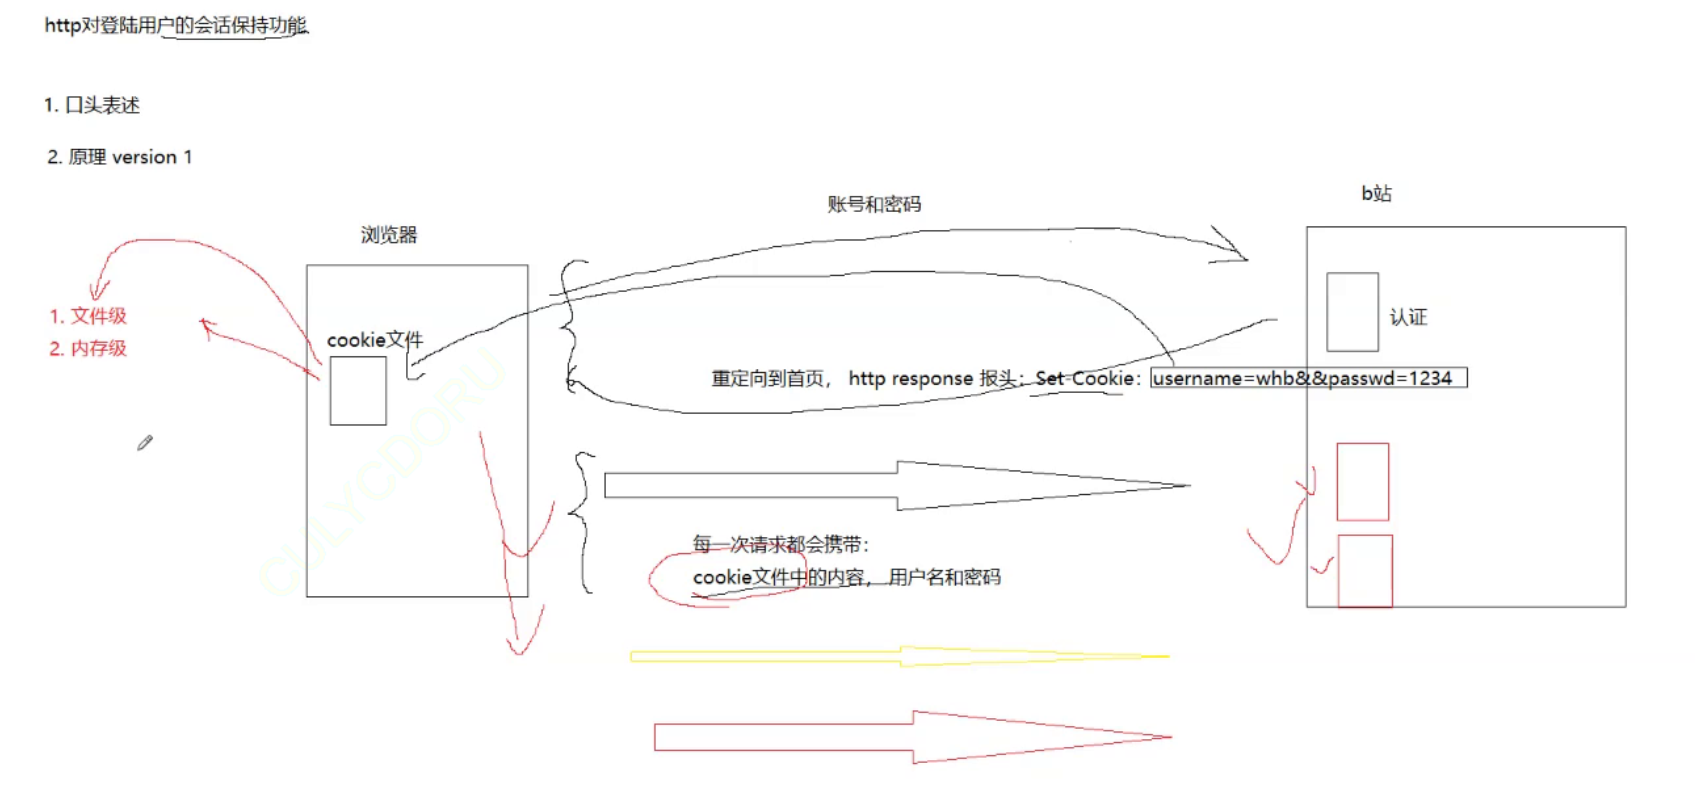 http对登陆用户的会话保持功能
1. 口头表述
2. 原理 version 1
b站
账号和密码
浏览器
1. 文件级
2. 内存级
cookie文件
认证
重定向到首页， http response 报头：Set-Cookie：username=whb&&passwd=1234
每一次请求都会携带：
cookie文件中的内容， 用户名和密码
CULYCDORU